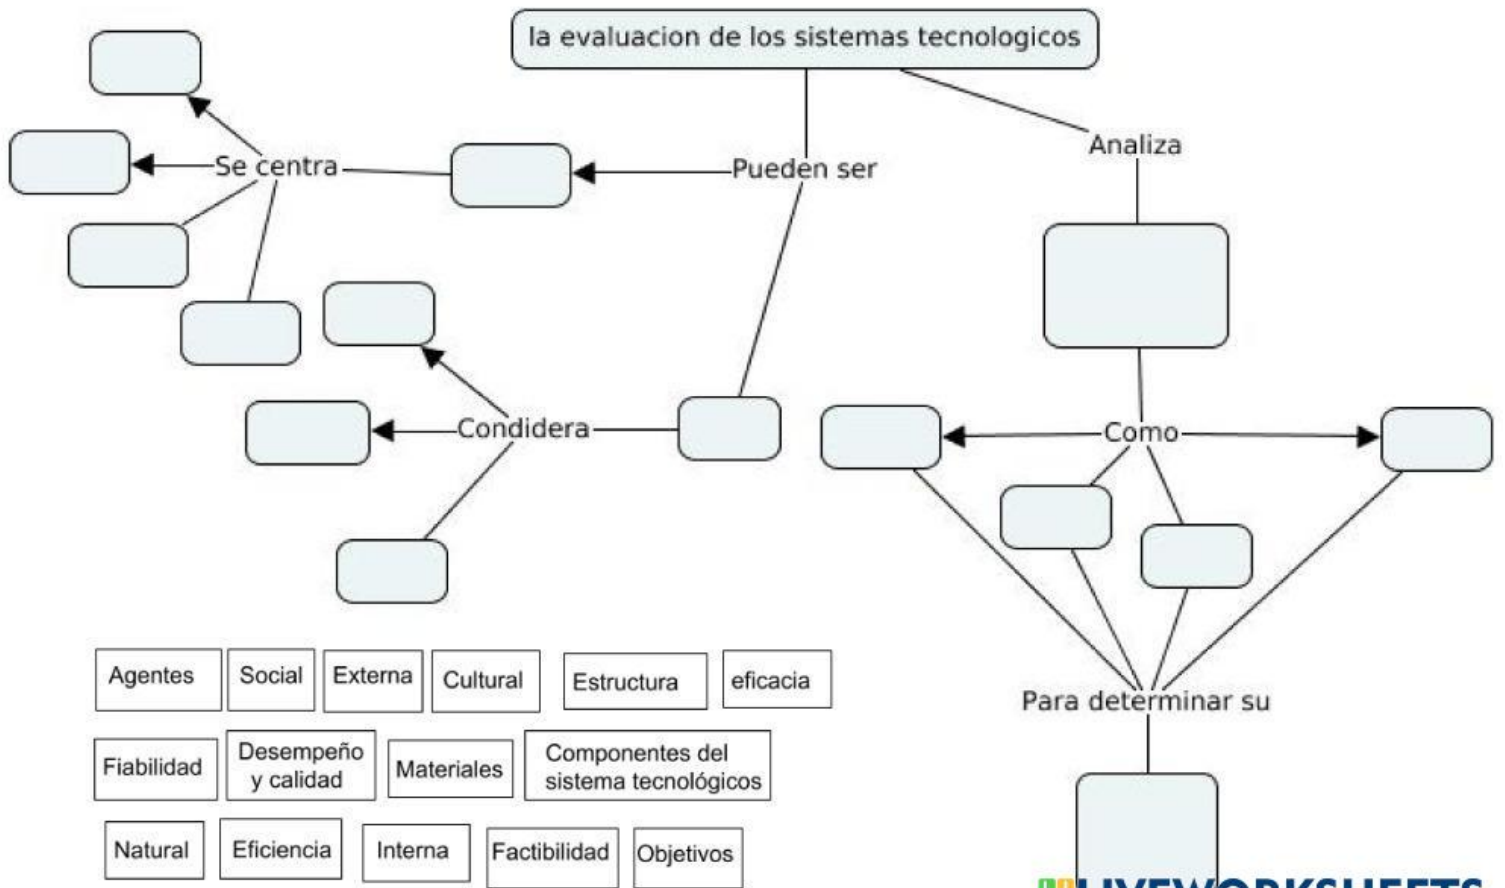 la evaluacion de los sistemas tecnologicos
Analiza
Se centra
Pueden ser
Condidera
Como
Para determinar su
Agentes
Social
Externa
Cultural
Estructura
eficacia
Fiabilidad
Desempeño
y calidad
Materiales
Componentes del
sistema tecnológicos
Natural
Eficiencia
Interna
Factibilidad
Objetivos
LIVEWORKSHEETS